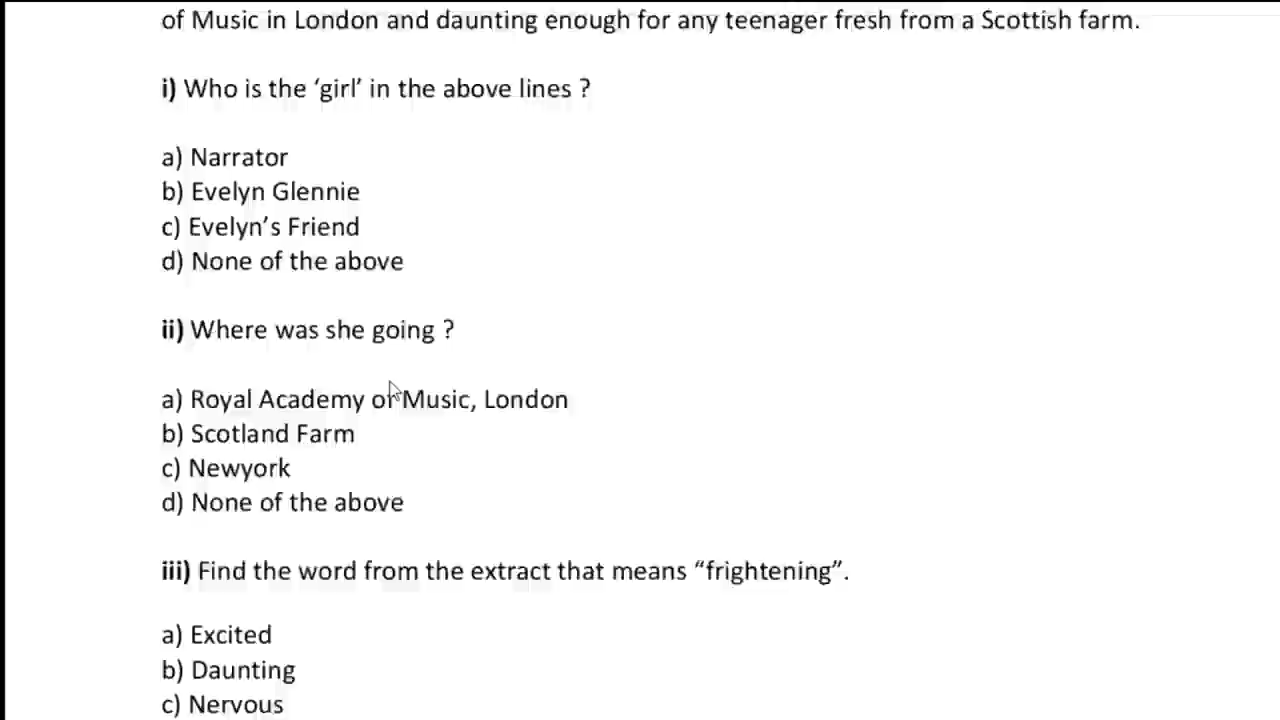 of Music in London and daunting enough for any teenager fresh from a Scottish farm.
i) Who is the ‘girl’ in the above lines ?
a) Narrator
b) Evelyn Glennie
c) Evelyn’s Friend
d) None of the above
ii) Where was she going ?
a) Royal Academy of Music, London
b) Scotland Farm
c) Newyork
d) None of the above
iii) Find the word from the extract that means “frightening”.
a) Excited
b) Daunting
c) Nervous